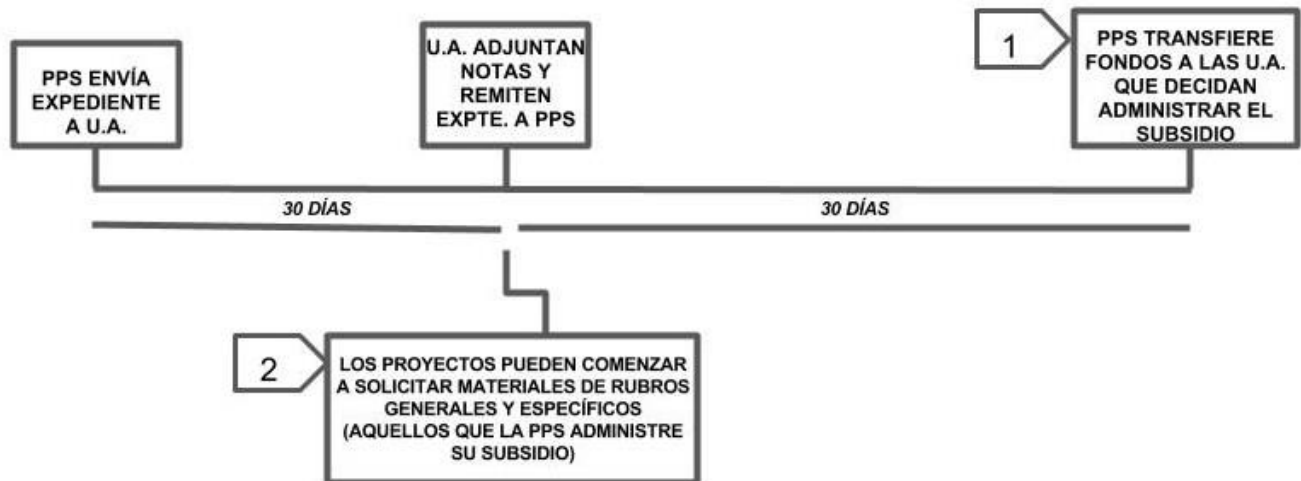 PPS ENVÍA
EXPEDIENTE
A U.A.
U.A. ADJUNTAN
NOTAS Y
REMITEN
EXPTE. A PPS
1
PPS TRANSFIERE
FONDOS A LAS U.A.
QUE DECIDAN
ADMINISTRAR EL
SUBSIDIO
30 DÍAS
30 DÍAS
2
LOS PROYECTOS PUEDEN COMENZAR
A SOLICITAR MATERIALES DE RUBROS
GENERALES Y ESPECÍFICOS
(AQUELLOS QUE LA PPS ADMINISTRE
SU SUBSIDIO)